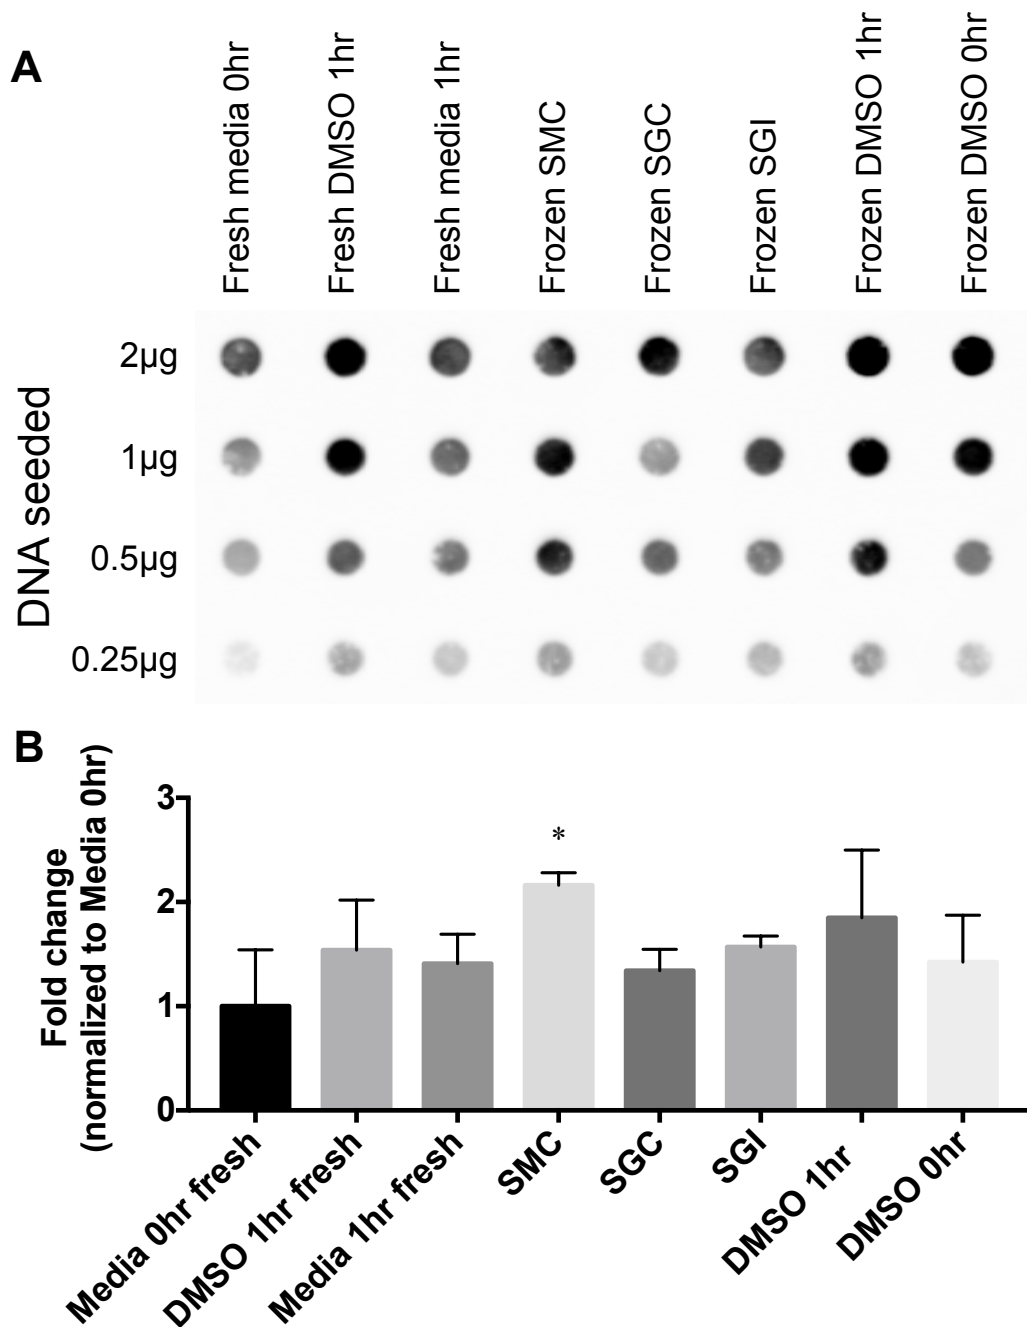 A
Fresh media 0hr
Fresh DMSO 1hr
Fresh media 1hr
Frozen SMC
Frozen SGC
Frozen SGI
Frozen DMSO 1hr
Frozen DMSO 0hr
DNA seeded
2µg
1µg
0.5µg
0.25µg
B
Fold change
(normalized to Media 0hr)
3
2
1
0
*
Media 0hr fresh
DMSO 1hr fresh
Media 1hr fresh
SMC
SGC
SGI
DMSO 1hr
DMSO 0hr